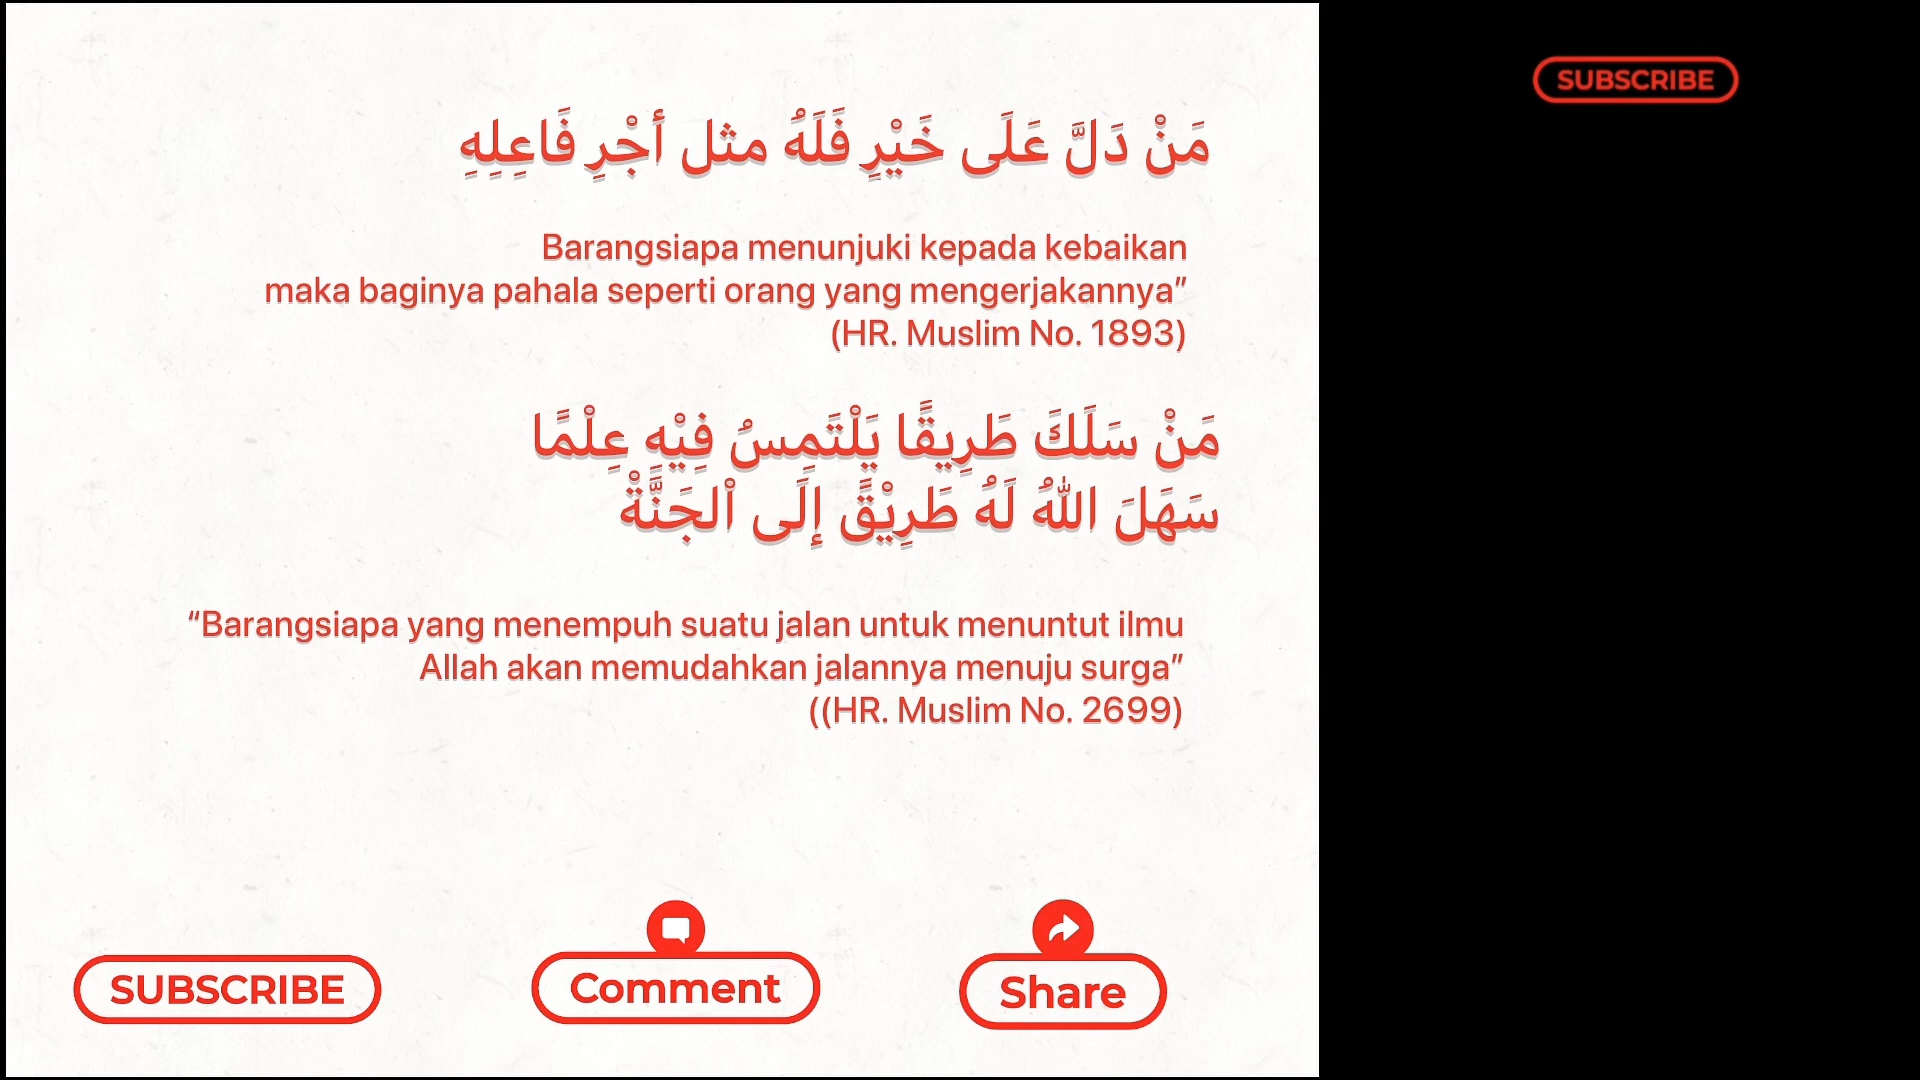 SUBSCRIBE
مَنْ دَلَّ عَلَى خَيْرٍ فَلَهُ مثل أجْرِ فَاعِلِهِ
Barangsiapa menunjuki kepada kebaikan
maka baginya pahala seperti orang yang mengerjakannya”
(HR. Muslim No. 1893)
مَنْ سَلَكَ طَرِيقًا يَلْتَمِسُ فِيْهِ عِلْمًا
سَهَلَ اللهُ لَهُ طَرِيْقً إِلَى اْلجَنَّةْ
“Barangsiapa yang menempuh suatu jalan untuk menuntut ilmu
Allah akan memudahkan jalannya menuju surga”
((HR. Muslim No. 2699)
SUBSCRIBE
Comment
Share